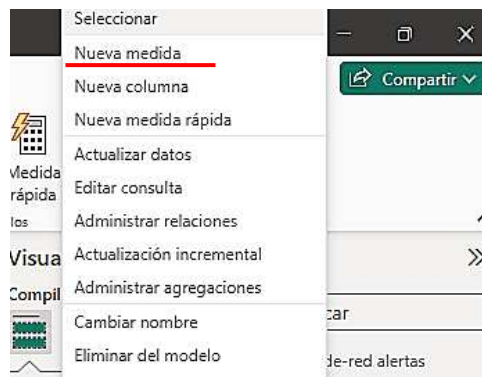 Seleccionar
Nueva medida
Compartir
Nueva columna
Nueva medida rápida
Medida
rápida
Actualizar datos
Editar consulta
Administrar relaciones
Visua
Actualización incremental
Compil
Administrar agregaciones
car
Cambiar nombre
Eliminar del modelo
de-red alertas